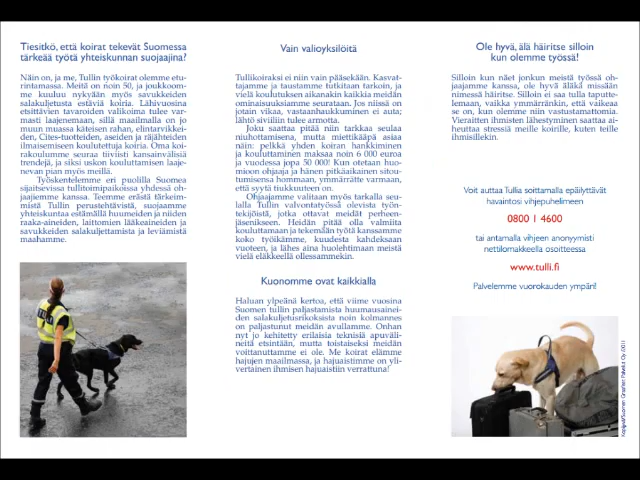 Tiesitkö, että koirat tekevät Suomessa
tärkeää työtä yhteiskunnan suojaajina?
Näin on, ja me, Tullin työkoirat olemme etu-
rintamassa. Meitä on noin 50, ja joukkoom-
me kuuluu nykyään myös savukkeiden
salakuljetusta estäviä koiria. Lähivuosina
etsittävien tavaroiden valikoima tulee var-
masti laajenemaan, sillä maailmalla on jo
muun muassa käteisen rahan, elintarvikkei-
den, Cites-tuotteiden, aseiden ja räjähteiden
ilmaisemiseen koulutettuja koiria. Oma koi-
rakoulumme seuraa tiiviisti kansainvälisiä
trendejä, ja siksi uskon kouluttamisen laaje-
nevan pian myös meillä.
Työskentelemme eri puolilla Suomea
sijaitsevissa tullitoimipaikoissa yhdessä oh-
jaajiemme kanssa. Teemme erästä tärkeim-
mistä Tullin perustehtävistä, suojaamme
yhteiskuntaa estämällä huumeiden ja niiden
raaka-aineiden, laittomien lääkeaineiden ja
savukkeiden salakuljettamista ja leviämistä
maahamme.
Vain valioyksilöitä
Tullikoiraksi ei niin vain pääsekään. Kasvat-
tajamme ja taustamme tutkitaan tarkoin, ja
vielä koulutuksen aikanakin kaikkia meidän
ominaisuuksiamme seurataan. Jos niissä on
jotain vikaa, vastaanhaukkuminen ei auta;
lähtö siviiliin tulee armotta.
Joku saattaa pitää niin tarkkaa seulaa
niuhottamisena, mutta miettikääpä asiaa
näin: pelkkä yhden koiran hankkiminen
ja kouluttaminen maksaa noin 6 000 euroa
ja vuodessa jopa 50 000! Kun otetaan huo-
mioon ohjaaja ja hänen pitkäaikainen sitou-
tumisensa hommaan, ymmärrätte varmaan,
että syytä tiukkuuteen on.
Ohjaajamme valitaan myös tarkalla seu-
lalla Tullin valvontatyössä olevista työn-
tekijöistä, jotka ottavat meidät perheen-
jäsenikseen. Heidän pitää olla valmiita
kouluttamaan ja tekemään työtä kanssamme
koko työikämme, kuudesta kahdeksaan
vuoteen, ja lähes aina huolehtimaan meistä
vielä eläkkeellä ollessammekin.
Kuonomme ovat kaikkialla
Haluan ylpeänä kertoa, että viime vuosina
Suomen tullin paljastamista huumausainei-
den salakuljetusrikoksista noin kolmannes
on paljastunut meidän avullamme. Onhan
nyt jo kehitetty erilaisia teknisiä apuväli-
neitä etsintään, mutta toistaiseksi meidän
voittanuttamme ei ole. Me koirat elämme
hajujen maailmassa, ja hajuaistimme on yli-
vertainen ihmisen hajuaistiin verrattuna!
Ole hyvä, älä häiritse silloin
kun olemme työssä!
Silloin kun näet jonkun meistä työssä oh-
jaajamme kanssa, ole hyvä äläkä missään
nimessä häiritse. Silloin ei saa tulla taputte-
lemaan, vaikka ymmärränkin, että vaikeaa
se on, kun olemme niin vastustamattomia.
Vieraitten ihmisten lähestyminen saattaa ai-
heuttaa stressiä meille koirille, kuten teille
ihmisillekin.
Voit auttaa Tullia soittamalla epäilyttävät
havaintosi vihjepuhelimeen
0800 1 4600
tai antamalla vihjeen anonyymisti
nettilomakkeella osoitteessa
www.tulli.fi
Palvelemme vuorokauden ympäri!